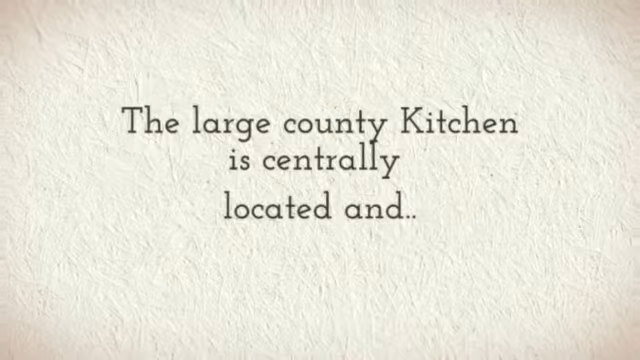 The large county Kitchen
is centrally
located and..